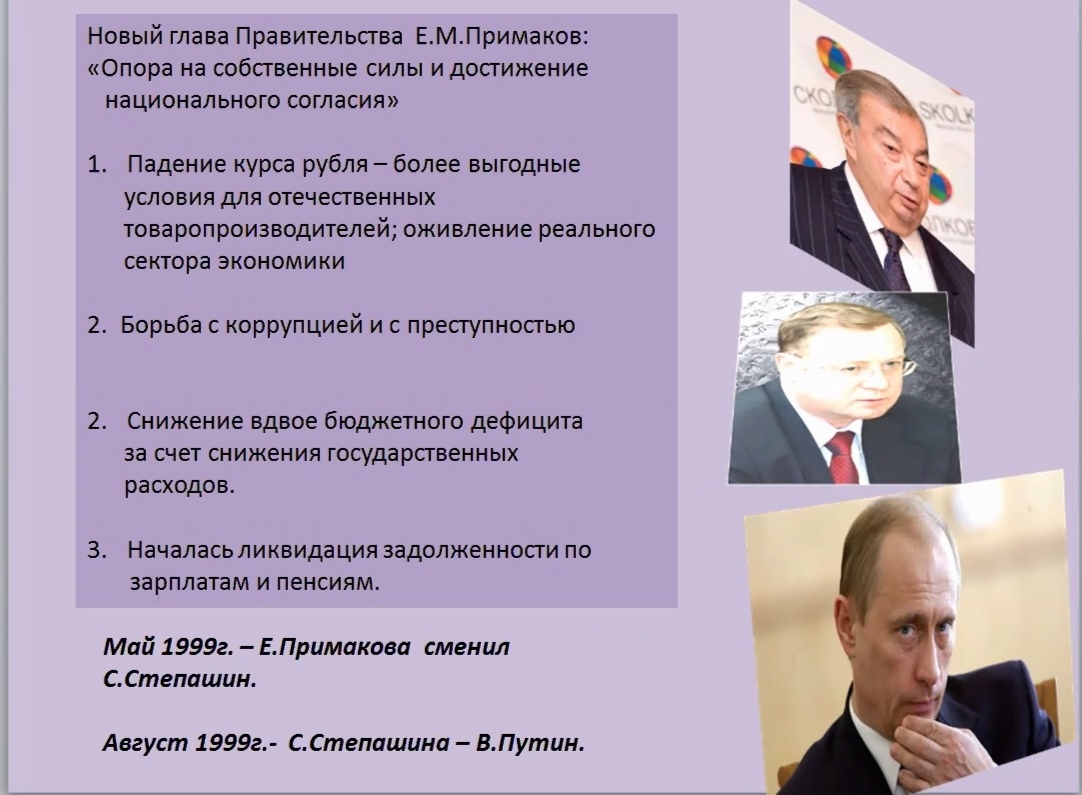 Новый глава Правительства Е.М.Примаков:
«Опора на собственные силы и достижение
национального согласия»
1. Падение курса рубля – более выгодные
условия для отечественных
товаропроизводителей; оживление реального
сектора экономики
2. Борьба с коррупцией и с преступностью
2. Снижение вдвое бюджетного дефицита
за счет снижения государственных
расходов.
3. Началась ликвидация задолженности по
зарплатам и пенсиям.
Май 1999г. – Е.Примакова сменил
С.Степашин.
Август 1999г.- С.Степашина – В.Путин.
СКО
SKOLK
ОЛКОВ